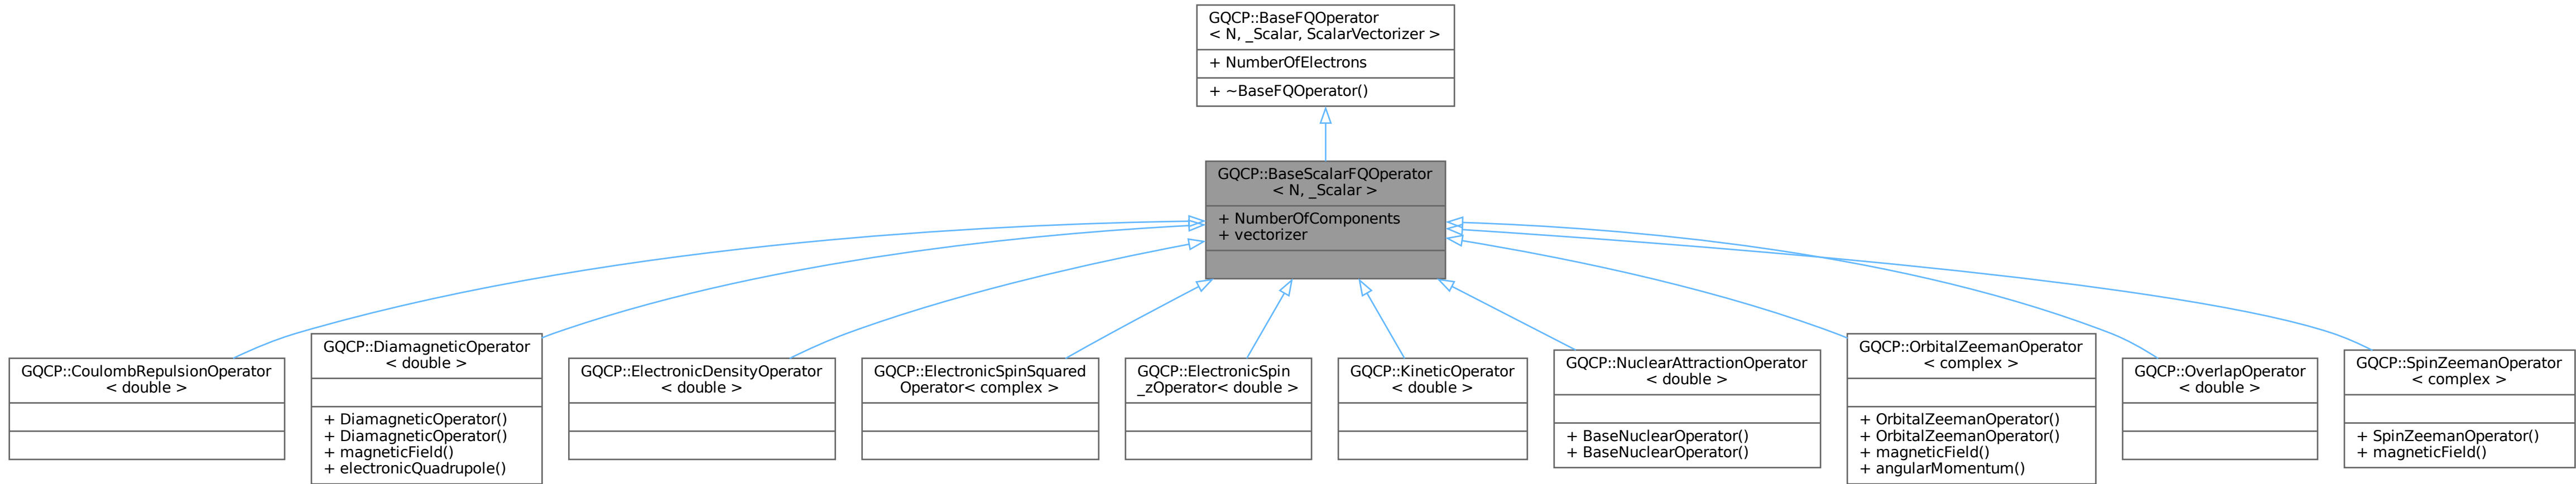 GQCP::BaseFQOperator
< N, _Scalar, ScalarVectorizer >
+ NumberOfElectrons
+ ~BaseFQOperator()
GQCP::BaseScalarFQOperator
< N, _Scalar >
+ NumberOfComponents
+ vectorizer
GQCP::CoulombRepulsionOperator
< double >
GQCP::DiamagneticOperator
< double >
+ DiamagneticOperator()
+ DiamagneticOperator()
+ magneticField()
+ electronicQuadrupole()
GQCP::ElectronicDensityOperator
< double >
GQCP::ElectronicSpinSquared
Operator< complex >
GQCP::ElectronicSpin
_zOperator< double >
GQCP::KineticOperator
< double >
GQCP::NuclearAttractionOperator
< double >
+ BaseNuclearOperator()
+ BaseNuclearOperator()
GQCP::OrbitalZeemanOperator
< complex >
+ OrbitalZeemanOperator()
+ OrbitalZeemanOperator()
+ magneticField()
+ angularMomentum()
GQCP::OverlapOperator
< double >
GQCP::SpinZeemanOperator
< complex >
+ SpinZeemanOperator()
+ magneticField()